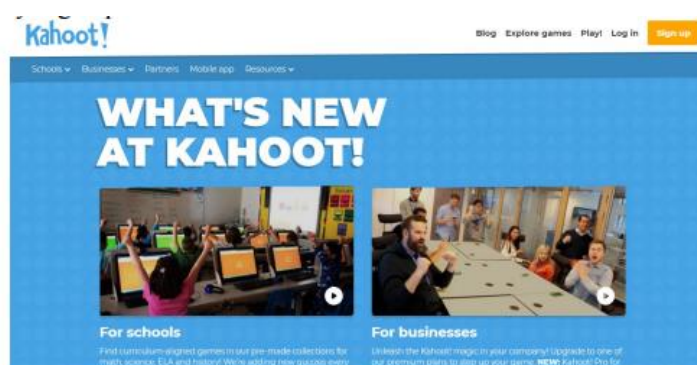 Kahoot!
Blog Explore games Play! Log in Sign up
Schools Businesses Partners Mobile app Resources
WHAT'S NEW
AT KAHOOT!
For schools
Find curriculum-aligned games in our pre-made collections for
math, science, ELA and history! We're adding new success every
For businesses
Unleash the Kahoot! magic in your company! Upgrade to one of
our premium plans to step up your game. NEW: Kahoot! Pro for